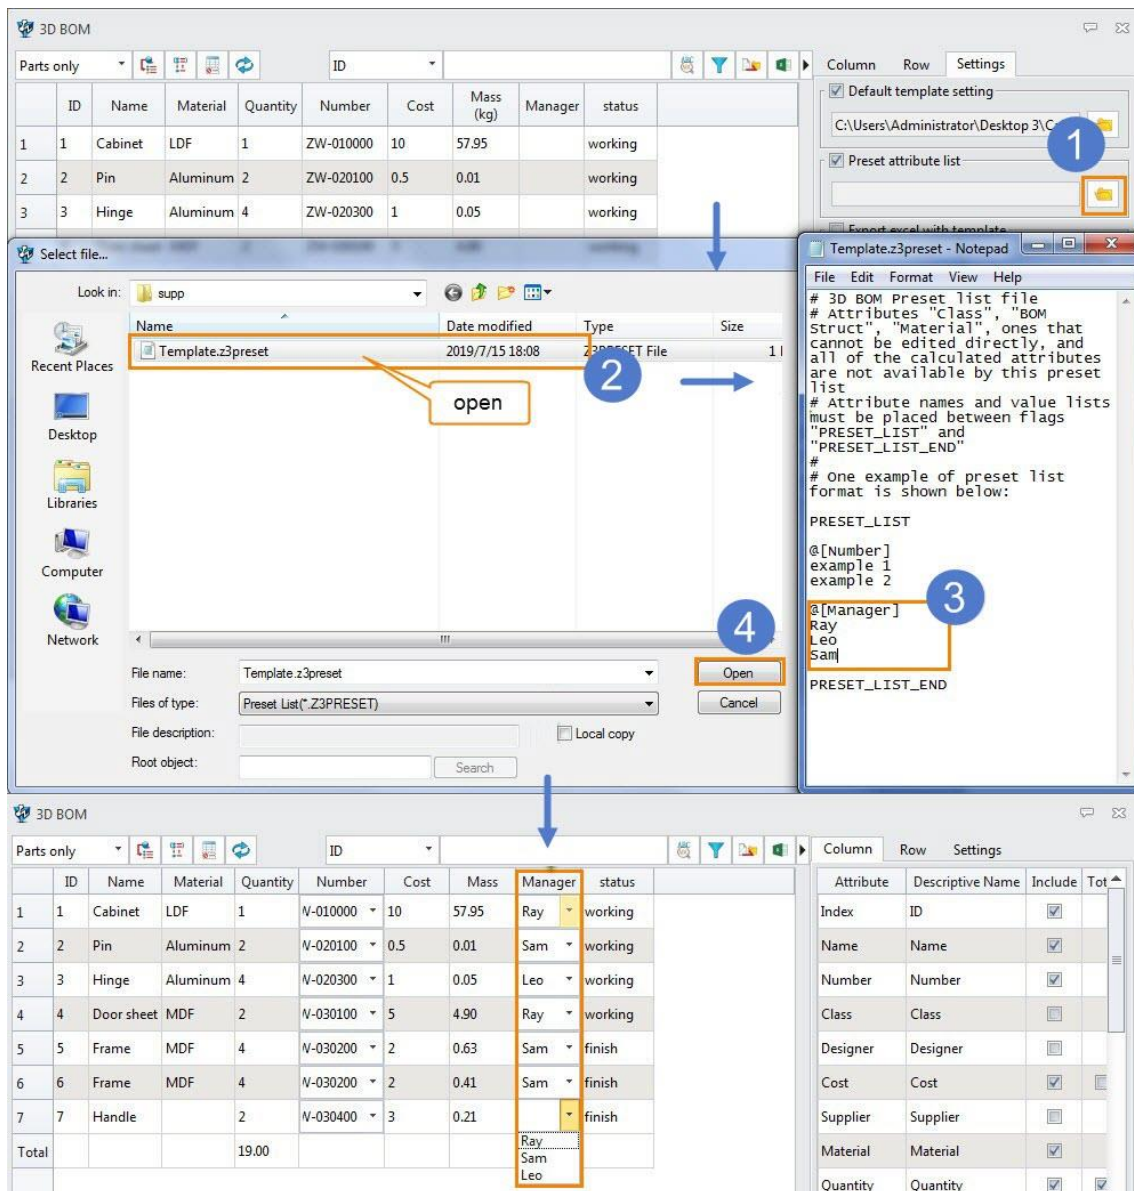 3D BOM
Parts only ID Column Row Settings
ID Name Material Quantity Number Cost Mass (kg) Manager status
1 1 Cabinet LDF 1 ZW-010000 10 57.95 working
2 2 Pin Aluminum 2 ZW-020100 0.5 0.01 working
3 3 Hinge Aluminum 4 ZW-020300 1 0.05 working
Default template setting
C:\Users\Administrator\Desktop 3\C
1
Preset attribute list
Export excel with template
Select file...
Look in: supp
Name Date modified Type Size
Template.z3preset 2019/7/15 18:08 Z3PRESET File 1
2
open
Recent Places
Desktop
Libraries
Computer
Network
4
File name: Template.z3preset Open
Files of type: Preset List(*.Z3PRESET) Cancel
File description: Local copy
Root object: Search
Template.z3preset - Notepad
File Edit Format View Help
# 3D BOM Preset list file
# Attributes "Class", "BOM
Struct", "Material", ones that
cannot be edited directly, and
all of the calculated attributes
are not available by this preset
list
# Attribute names and value lists
must be placed between flags
"PRESET_LIST" and
"PRESET_LIST_END"
#
# One example of preset list
format is shown below:
PRESET_LIST
@[Number]
example 1
example 2
3
@[Manager]
Ray
Leo
Sam
PRESET_LIST_END
3D BOM
Parts only ID Column Row Settings
ID Name Material Quantity Number Cost Mass Manager status
1 1 Cabinet LDF 1 W-010000 10 57.95 Ray working
2 2 Pin Aluminum 2 W-020100 0.5 0.01 Sam working
3 3 Hinge Aluminum 4 W-020300 1 0.05 Leo working
4 4 Door sheet MDF 2 W-030100 5 4.90 Ray working
5 5 Frame MDF 4 W-030200 2 0.63 Sam finish
6 6 Frame MDF 4 W-030200 2 0.41 Sam finish
7 7 Handle 2 W-030400 3 0.21 finish
Total 19.00
Ray
Sam
Leo
Attribute Descriptive Name Include Tot
Index ID
Name Name
Number Number
Class Class
Designer Designer
Cost Cost
Supplier Supplier
Material Material
Quantity Quantity